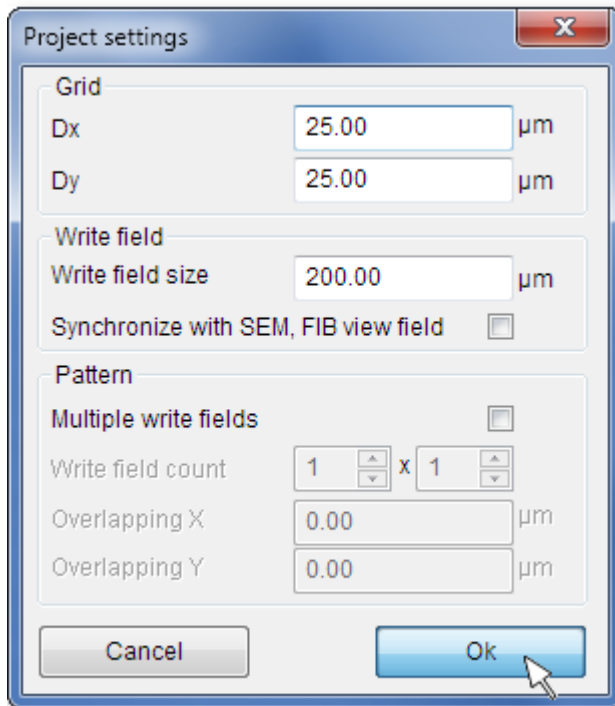 Project settings
Grid
Dx 25.00 µm
Dy 25.00 µm
Write field
Write field size 200.00 µm
Synchronize with SEM, FIB view field
Pattern
Multiple write fields
Write field count 1 x 1
Overlapping X 0.00 µm
Overlapping Y 0.00 µm
Cancel Ok